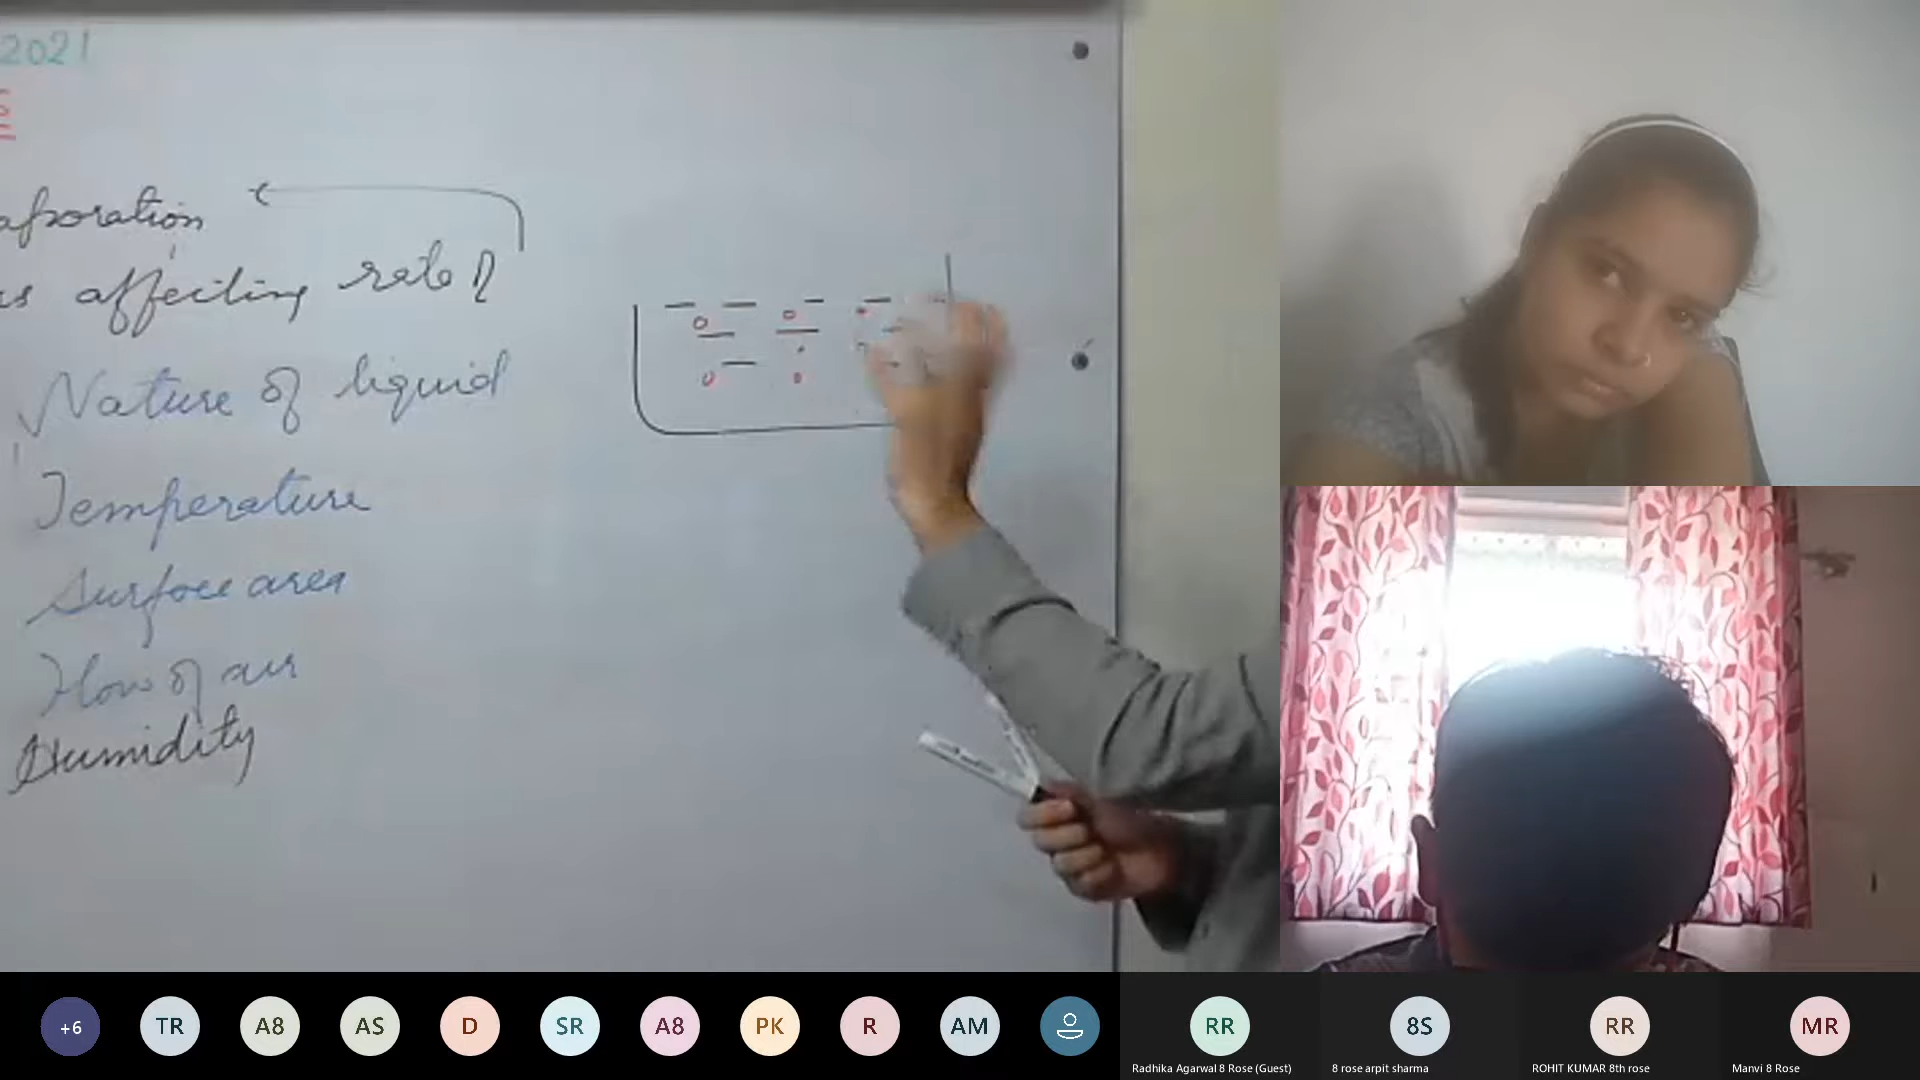 2021
aporation
rs affecting rate
Nature of liquid
Temperature
Surface area
Flow of air
Humidity
+6
TR
A8
AS
D
SR
A8
PK
R
AM
RR
8S
RR
MR
Radhika Agarwal 8 Rose (Guest)
8 rose arpit sharma
ROHIT KUMAR 8th rose
Manvi 8 Rose